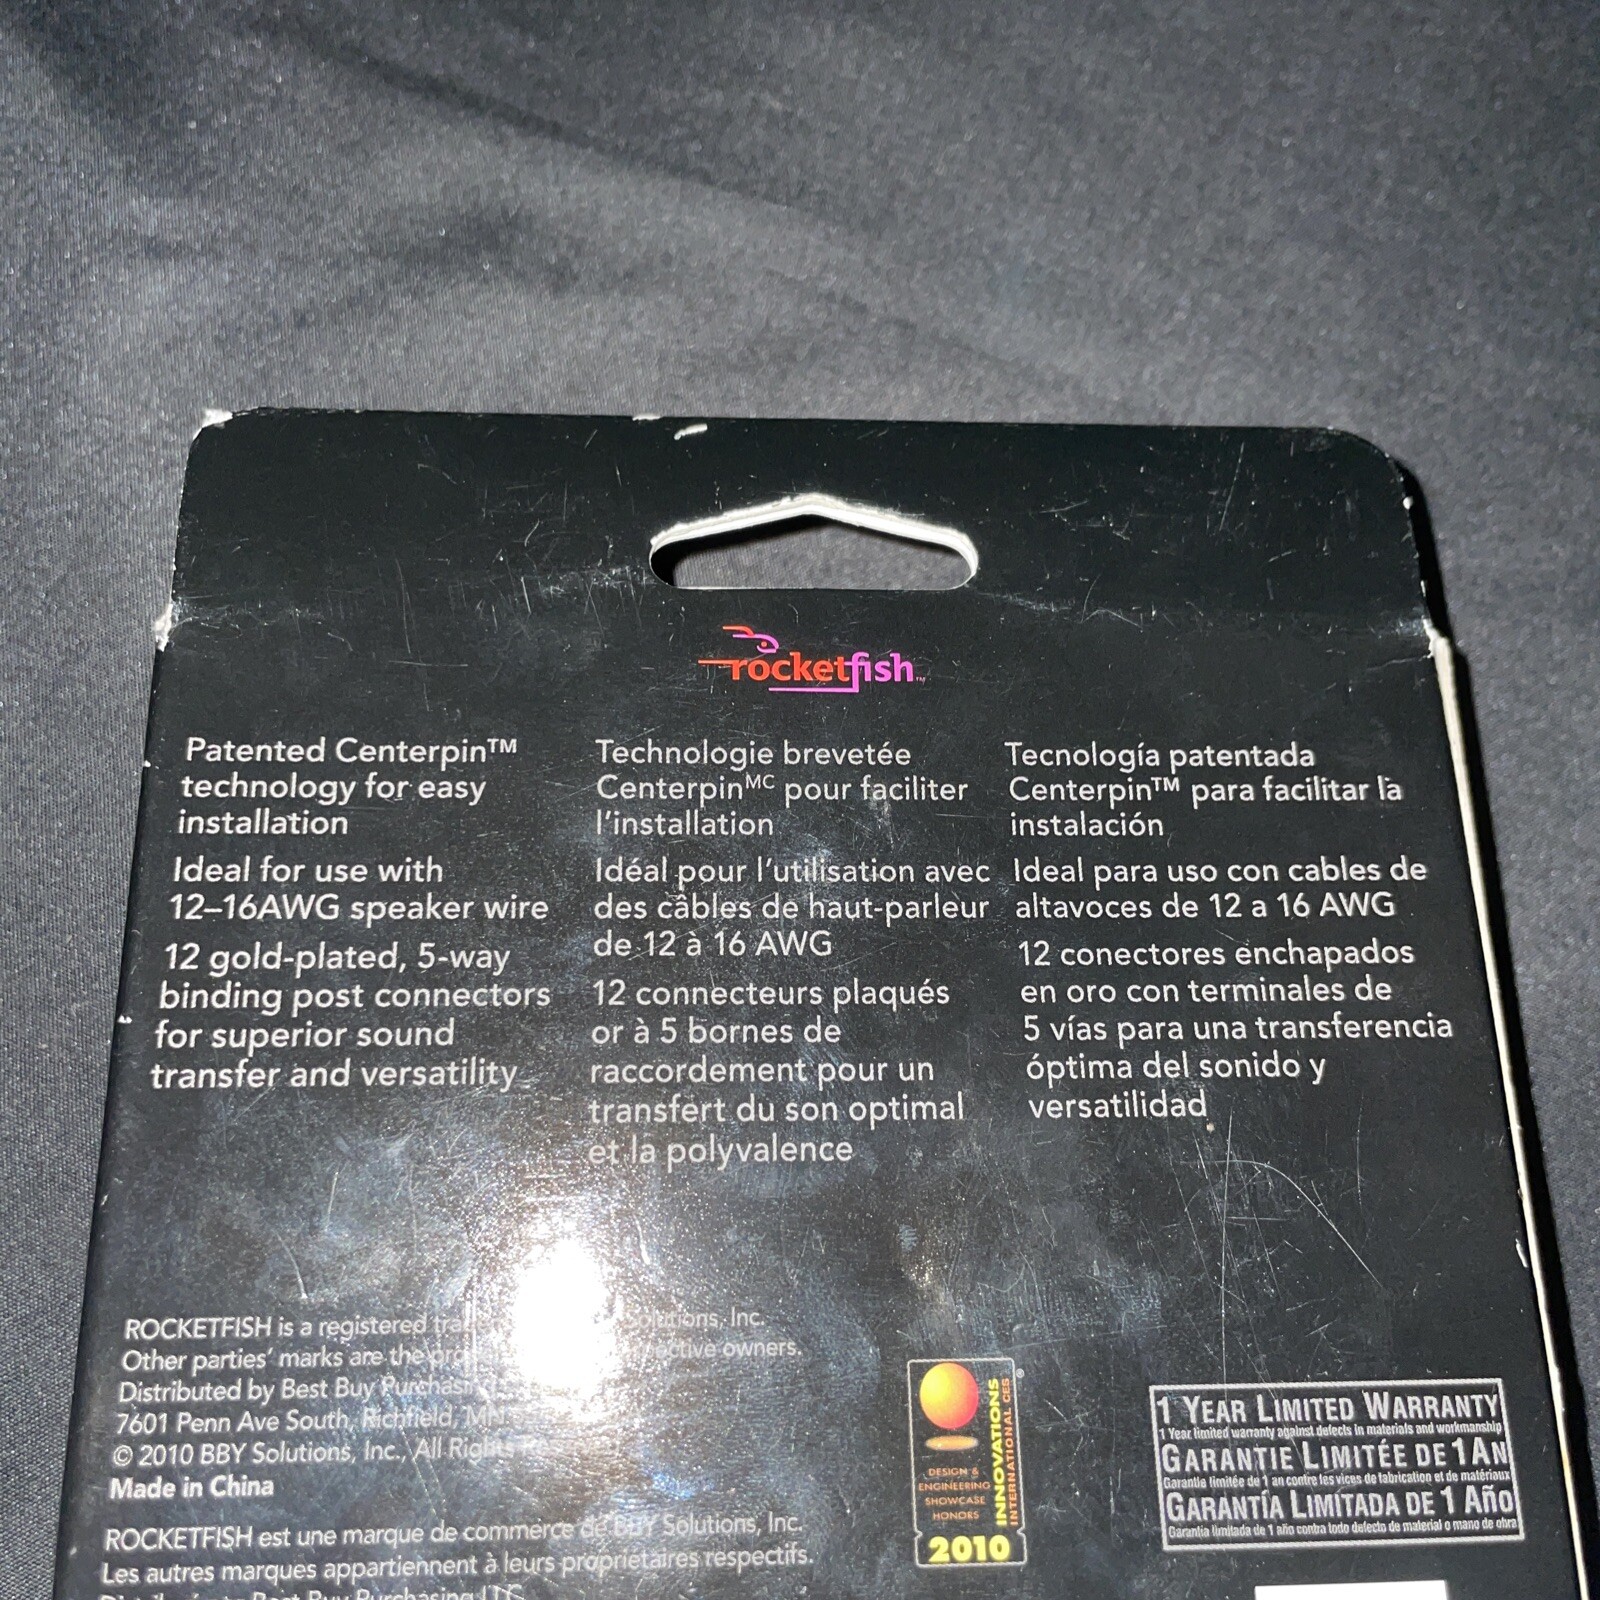 rocketfish™
Patented Centerpin™
technology for easy
installation
Ideal for use with
12–16AWG speaker wire
12 gold-plated, 5-way
binding post connectors
for superior sound
transfer and versatility
Technologie brevetée
Centerpinᴹᶜ pour faciliter
l'installation
Idéal pour l'utilisation avec
des câbles de haut-parleur
de 12 à 16 AWG
12 connecteurs plaqués
or à 5 bornes de
raccordement pour un
transfert du son optimal
et la polyvalence
Tecnología patentada
Centerpin™ para facilitar la
instalación
Ideal para uso con cables de
altavoces de 12 a 16 AWG
12 conectores enchapados
en oro con terminales de
5 vías para una transferencia
óptima del sonido y
versatilidad
ROCKETFISH is a registered Solutions, Inc.
Other parties' marks are the owners.
Distributed by Best Buy
7601 Penn Ave South, Richfield, MN
© 2010 BBY Solutions, Inc., All Rights
Made in China
ROCKETFISH est une marque de commerce de BBY Solutions, Inc.
Les autres marques appartiennent à leurs propriétaires respectifs.
Best Buy Purchasing LLC
INNOVATIONS
INTERNATIONAL CES
®
DESIGN &
ENGINEERING
SHOWCASE
HONORS
2010
1 YEAR LIMITED WARRANTY
1 Year limited warranty against defects in materials and workmanship
GARANTIE LIMITÉE DE 1 AN
Garantie limitée de 1 an contre les vices de fabrication et de matériaux
GARANTÍA LIMITADA DE 1 AÑO
Garantía limitada de 1 año contra todo defecto de material o mano de obra